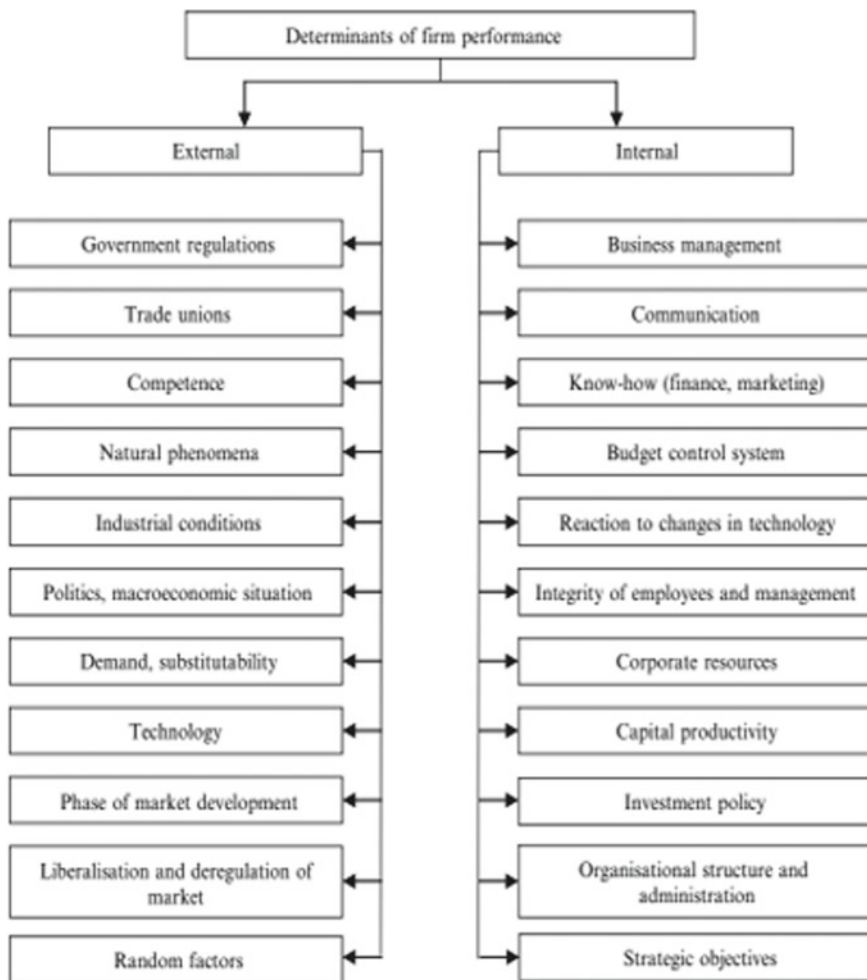 Determinants of firm performance
External
Internal
Government regulations
Trade unions
Competence
Natural phenomena
Industrial conditions
Politics, macroeconomic situation
Demand, substitutability
Technology
Phase of market development
Liberalisation and deregulation of
market
Random factors
Business management
Communication
Know-how (finance, marketing)
Budget control system
Reaction to changes in technology
Integrity of employees and management
Corporate resources
Capital productivity
Investment policy
Organisational structure and
administration
Strategic objectives